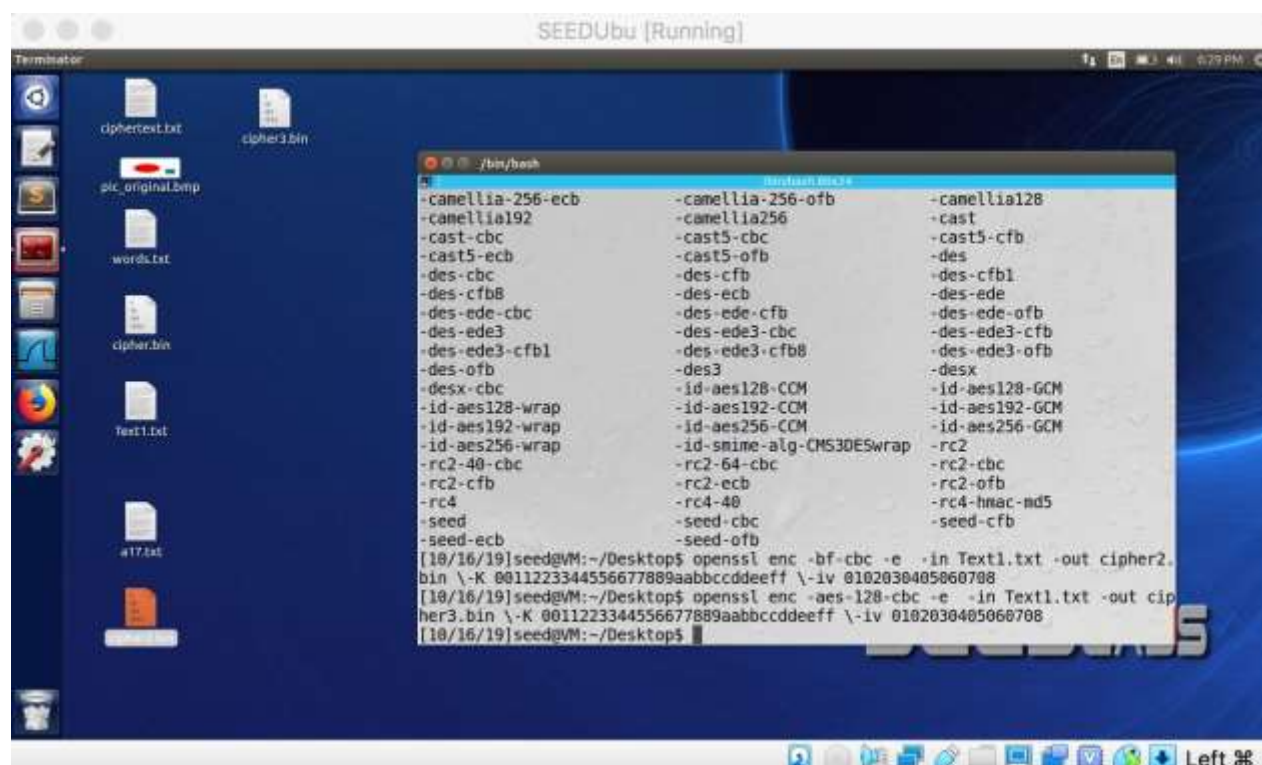 SEEDUbu [Running]
Terminator
6:29 PM
ciphertext.txt
cipher3.bin
pic_original.bmp
words.txt
cipher.bin
Text1.txt
a17.txt
/bin/bash
/bin/bash 80x24
-camellia-256-ecb -camellia-256-ofb -camellia128
-camellia192 -camellia256 -cast
-cast-cbc -cast5-cbc -cast5-cfb
-cast5-ecb -cast5-ofb -des
-des-cbc -des-cfb -des-cfb1
-des-cfb8 -des-ecb -des-ede
-des-ede-cbc -des-ede-cfb -des-ede-ofb
-des-ede3 -des-ede3-cbc -des-ede3-cfb
-des-ede3-cfb1 -des-ede3-cfb8 -des-ede3-ofb
-des-ofb -des3 -desx
-desx-cbc -id-aes128-CCM -id-aes128-GCM
-id-aes128-wrap -id-aes192-CCM -id-aes192-GCM
-id-aes192-wrap -id-aes256-CCM -id-aes256-GCM
-id-aes256-wrap -id-smime-alg-CMS3DESwrap -rc2
-rc2-40-cbc -rc2-64-cbc -rc2-cbc
-rc2-cfb -rc2-ecb -rc2-ofb
-rc4 -rc4-40 -rc4-hmac-md5
-seed -seed-cbc -seed-cfb
-seed-ecb -seed-ofb
[10/16/19]seed@VM:~/Desktop$ openssl enc -bf-cbc -e -in Text1.txt -out cipher2.
bin \-K 00112233445566778889aabbccddeeff \-iv 0102030405060708
[10/16/19]seed@VM:~/Desktop$ openssl enc -aes-128-cbc -e -in Text1.txt -out cip
her3.bin \-K 00112233445566778889aabbccddeeff \-iv 0102030405060708
[10/16/19]seed@VM:~/Desktop$
Left ⌘